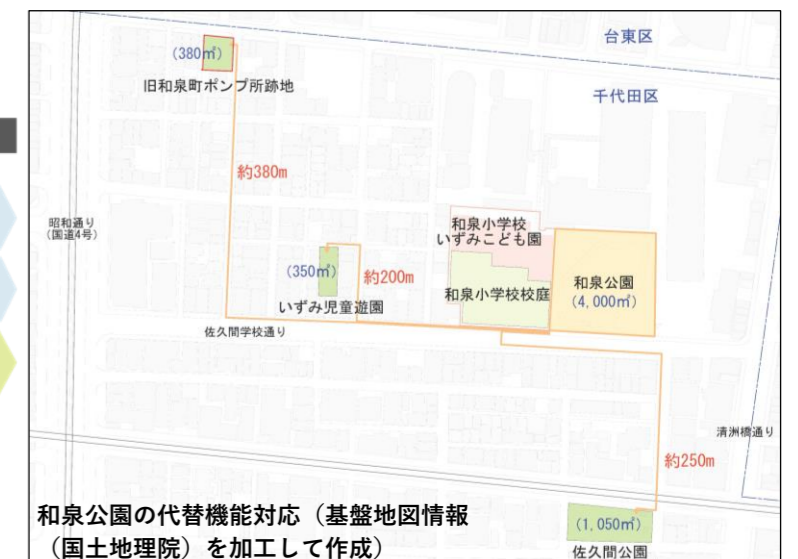 台東区
(380㎡)
旧和泉町ポンプ所跡地
千代田区
約380m
昭和通り
(国道4号)
和泉小学校
いずみこども園
(350㎡)
約200m
いずみ児童遊園
和泉小学校校庭
和泉公園
(4,000㎡)
佐久間学校通り
清洲橋通り
約250m
和泉公園の代替機能対応（基盤地図情報
（国土地理院）を加工して作成）
(1,050㎡)
佐久間公園